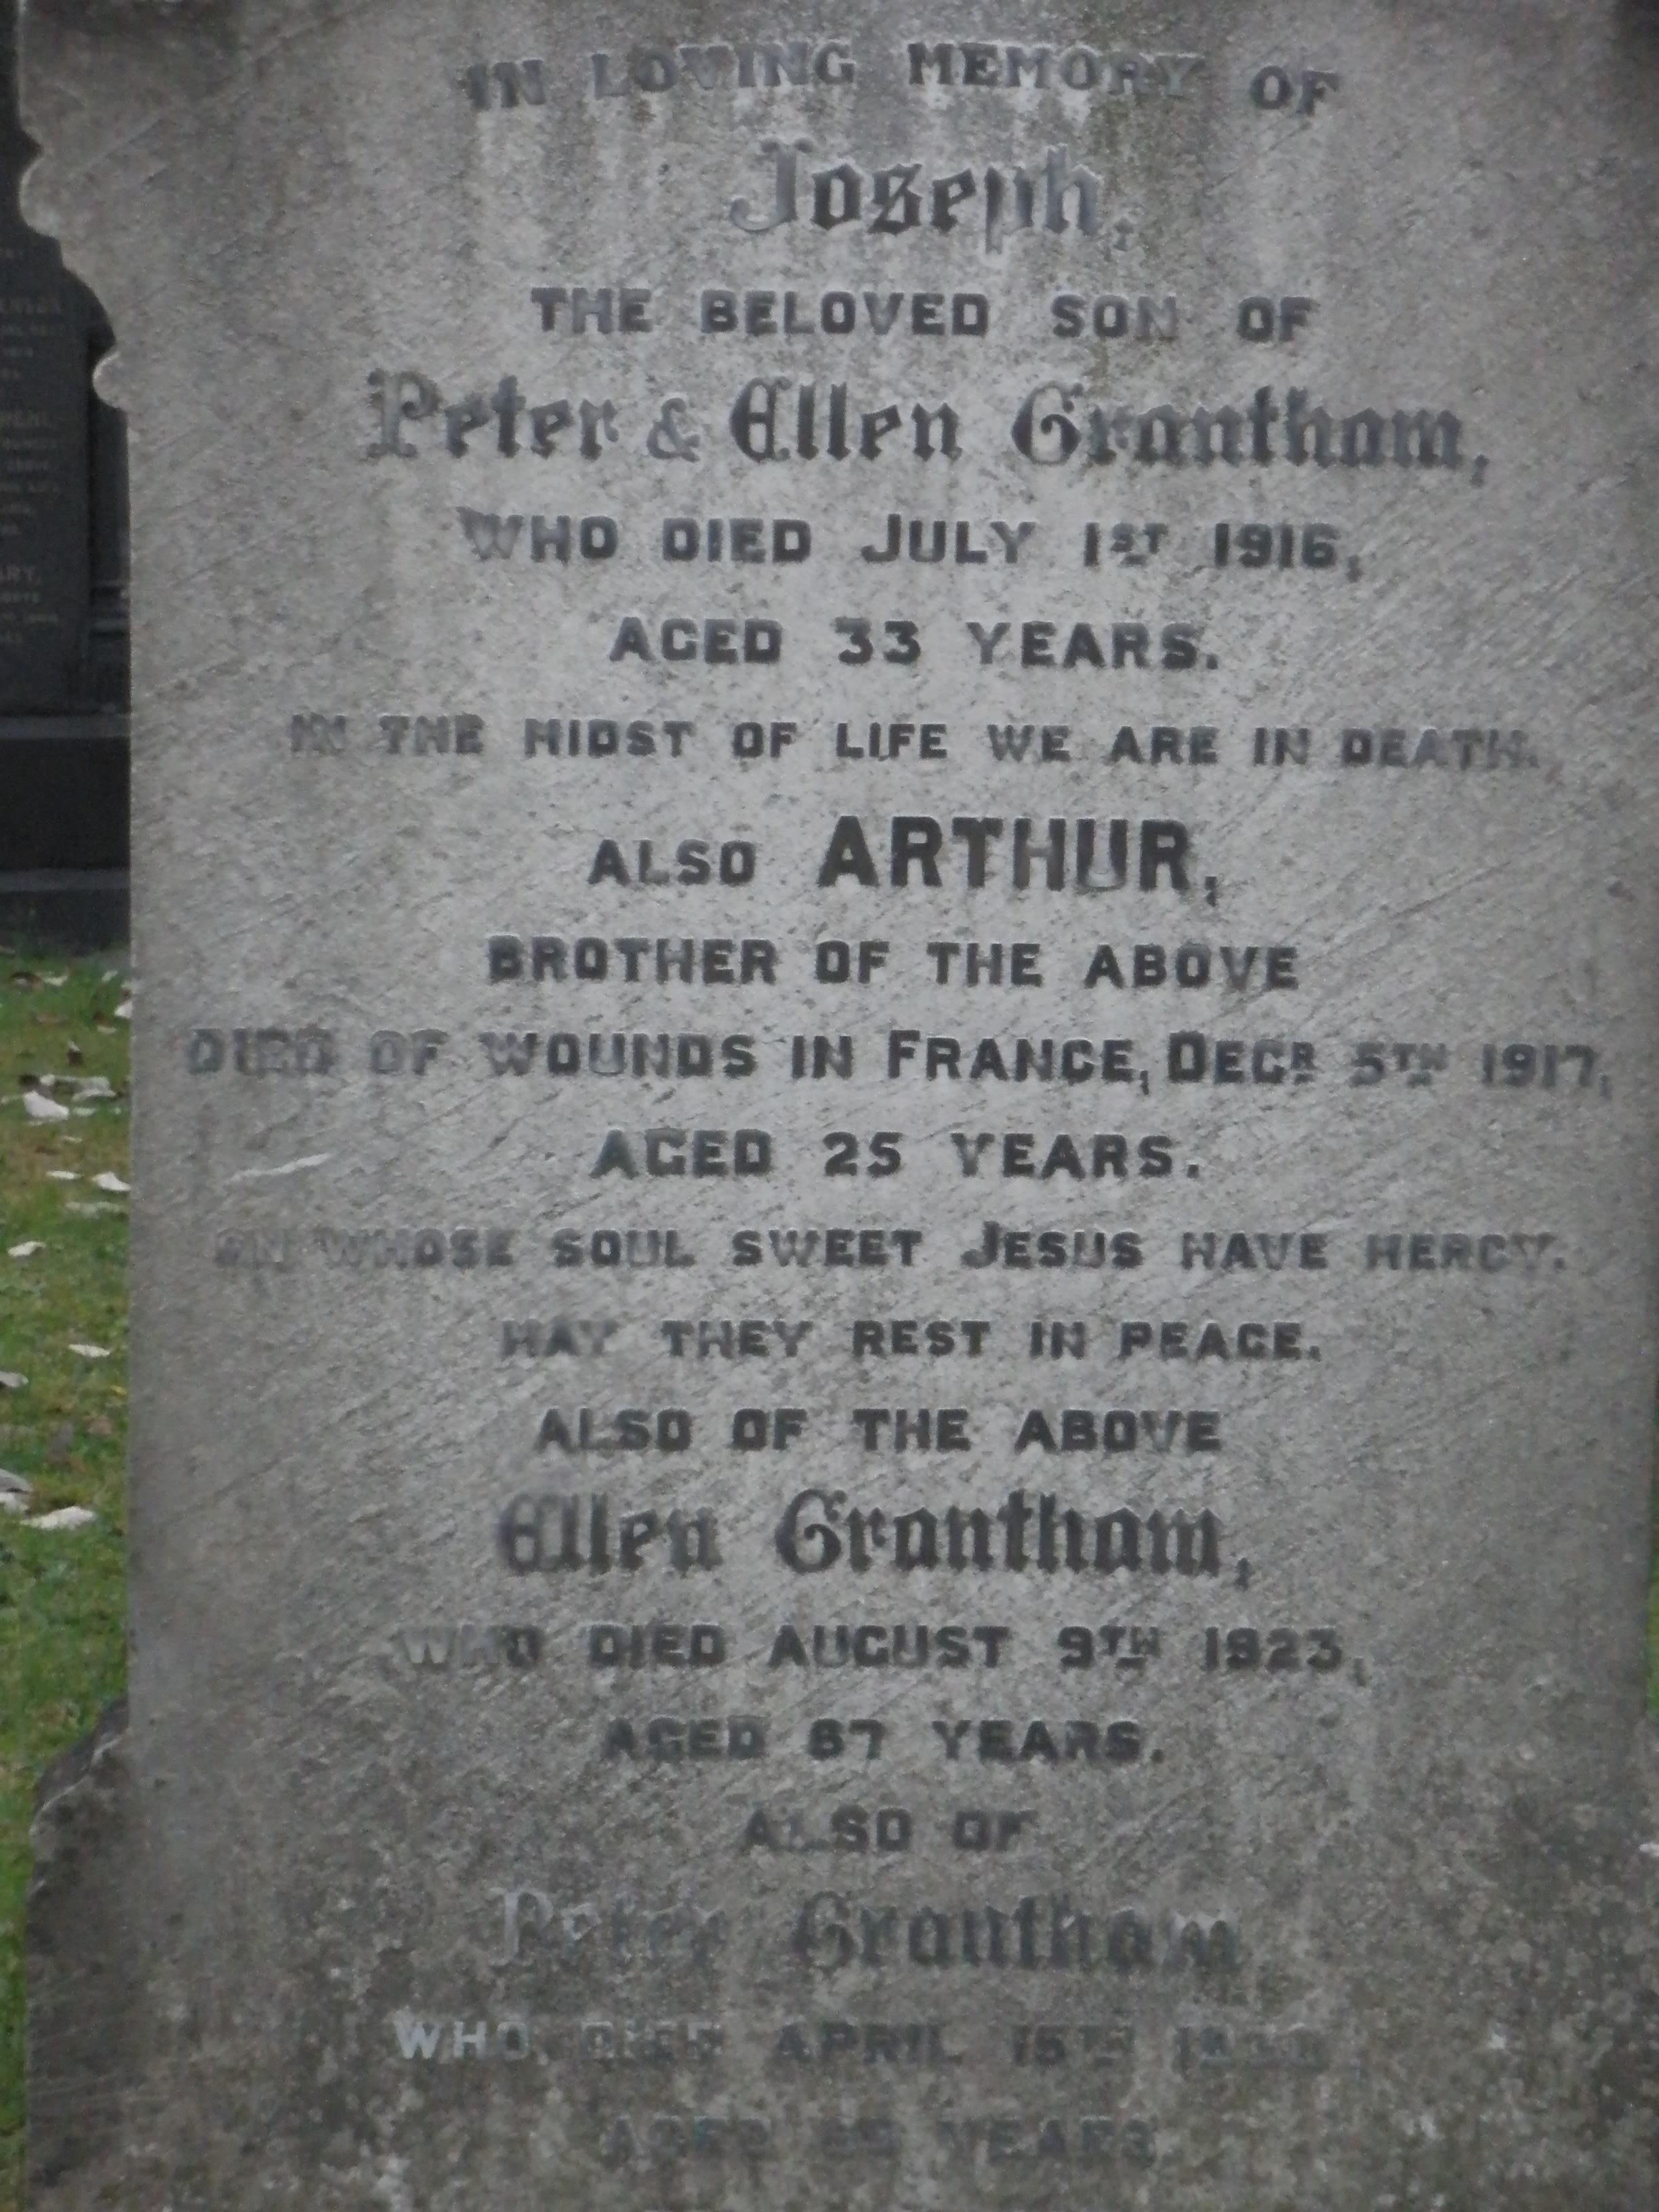 IN LOVING MEMORY OF
Joseph,
THE BELOVED SON OF
Peter & Ellen Grantham,
WHO DIED JULY 1ST 1916,
AGED 33 YEARS.
IN THE MIDST OF LIFE WE ARE IN DEATH.
ALSO ARTHUR,
BROTHER OF THE ABOVE
DIED OF WOUNDS IN FRANCE, DECR 5TH 1917,
AGED 25 YEARS.
ON WHOSE SOUL SWEET JESUS HAVE MERCY.
MAY THEY REST IN PEACE.
ALSO OF THE ABOVE
Ellen Grantham,
WHO DIED AUGUST 9TH 1923,
AGED 67 YEARS.
ALSO OF
Peter Grantham
WHO DIED APRIL 15TH
AGED YEARS